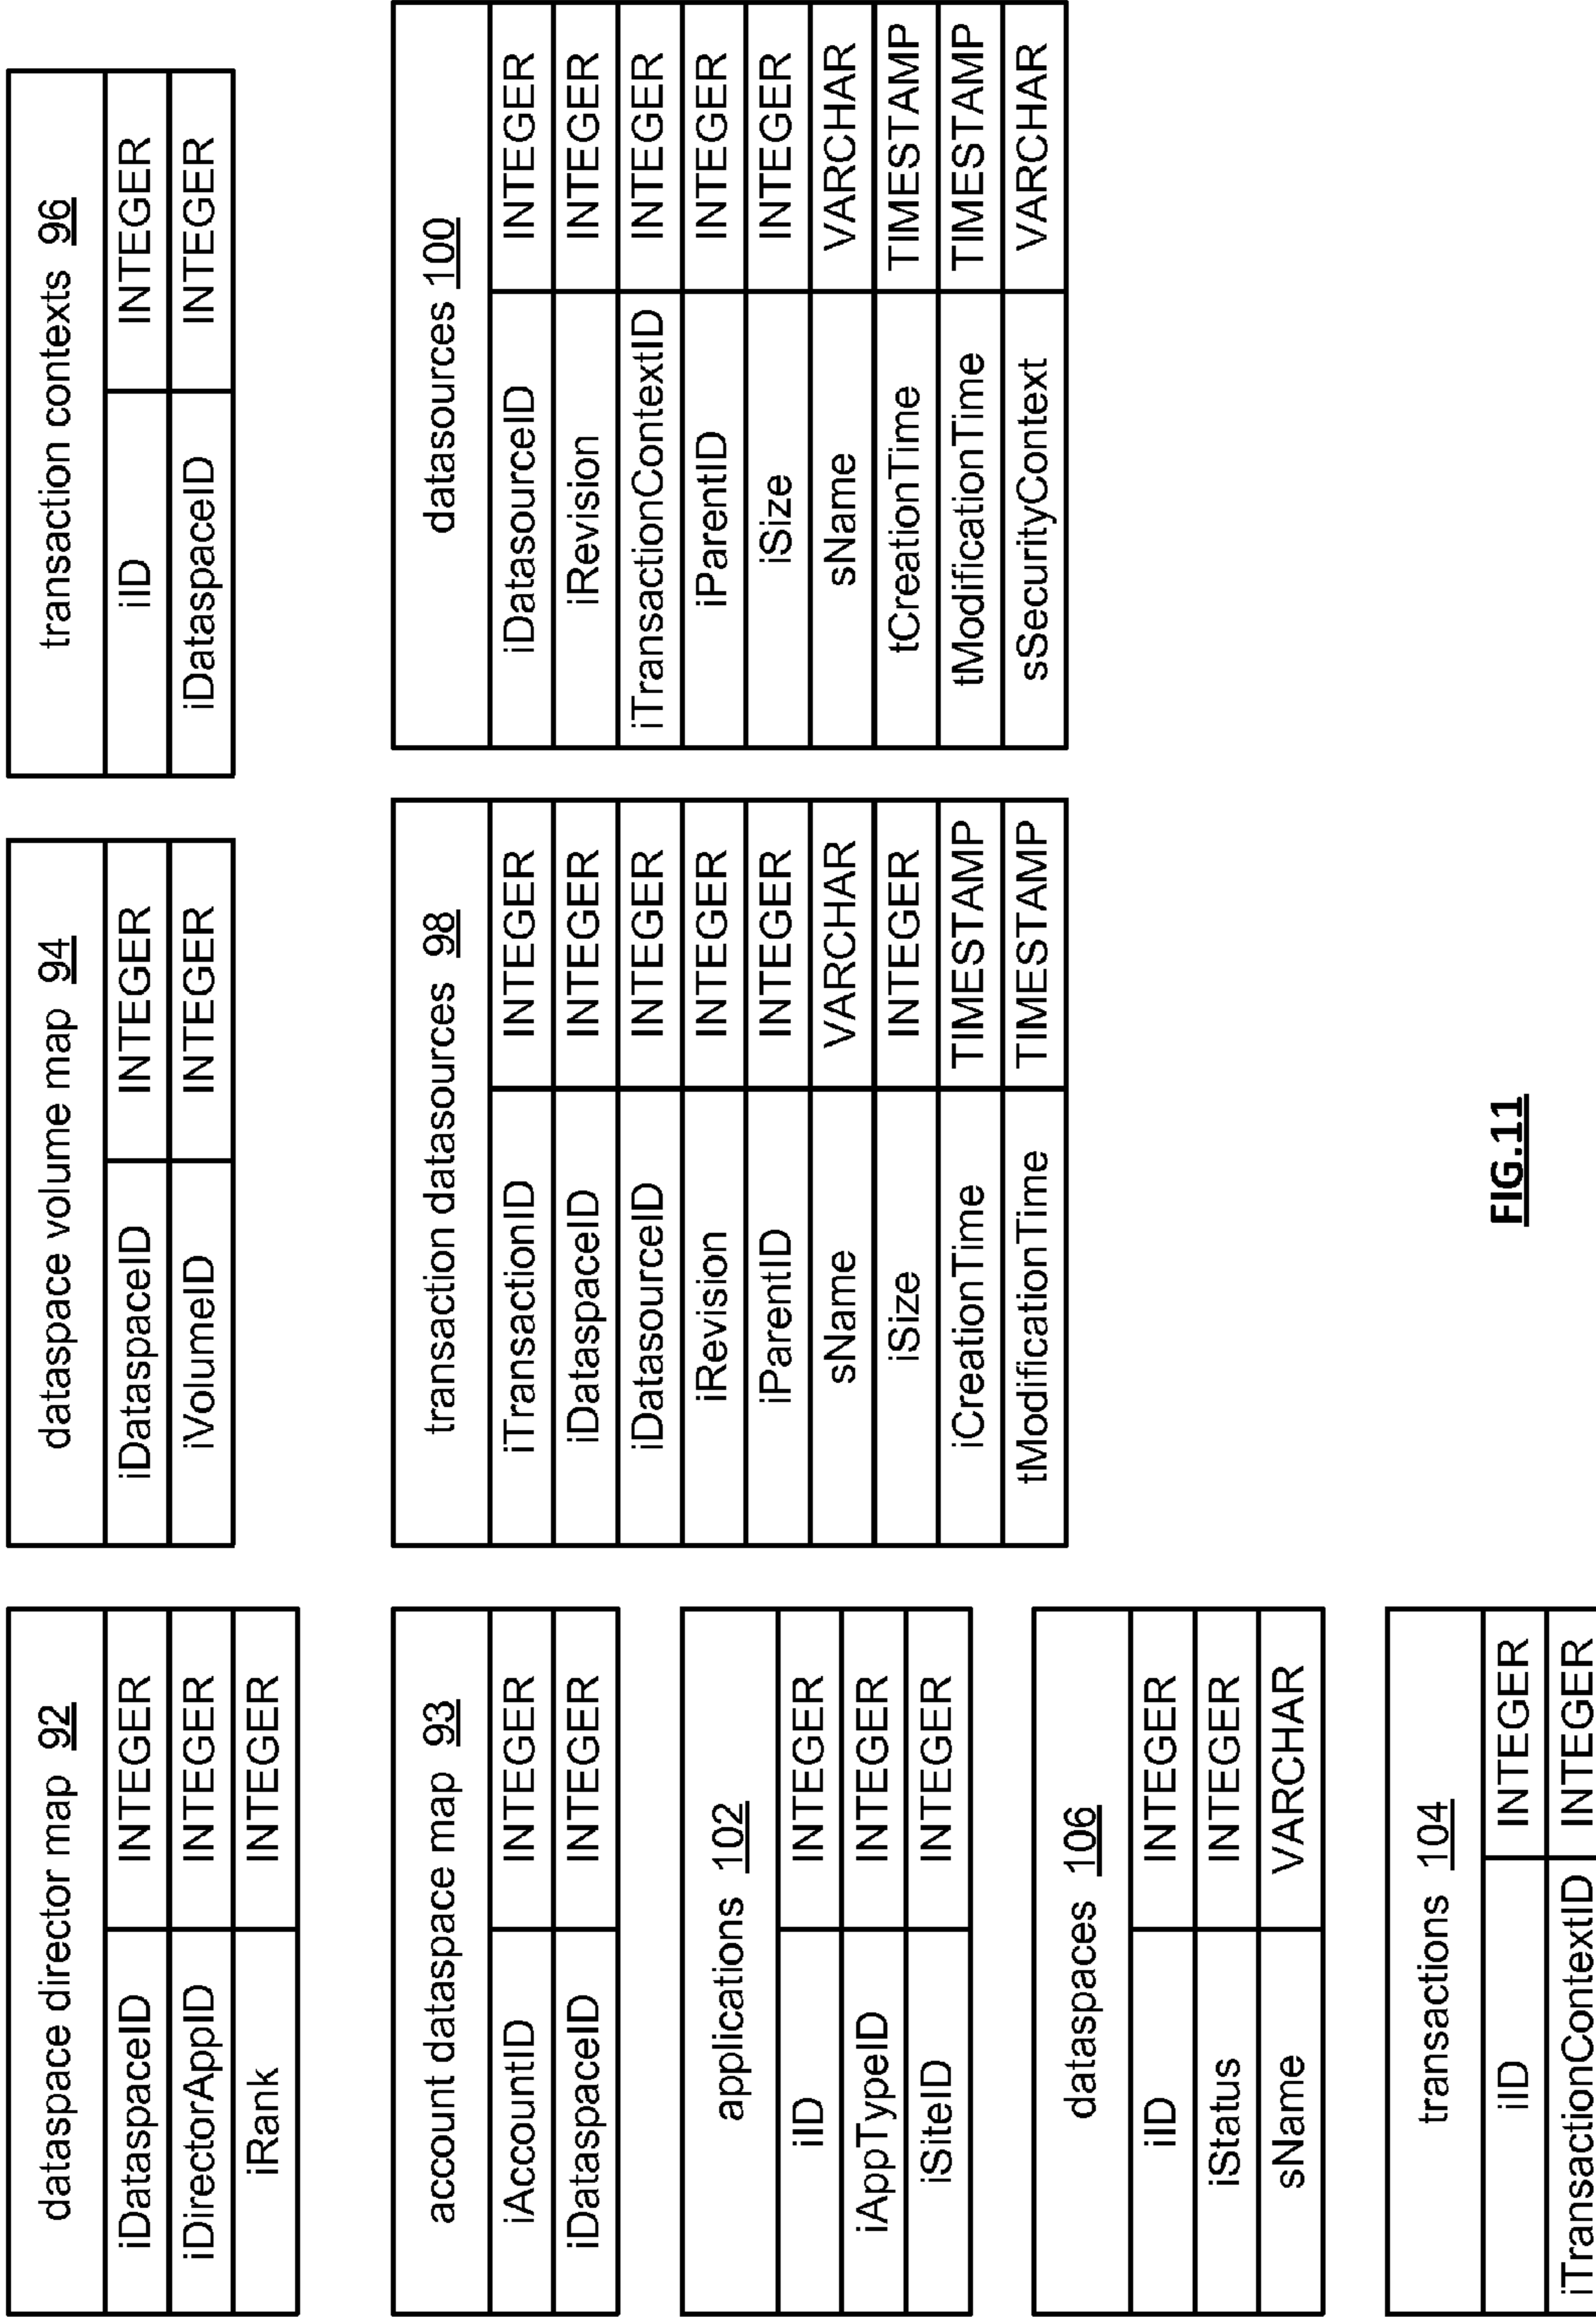 dataspace director map 92
iDataspaceID INTEGER
iDirectorAppID INTEGER
iRank INTEGER
dataspace volume map 94
iDataspaceID INTEGER
iVolumeID INTEGER
transaction contexts 96
iID INTEGER
iDataspaceID INTEGER
account dataspace map 93
iAccountID INTEGER
iDataspaceID INTEGER
applications 102
iID INTEGER
iAppTypeID INTEGER
iSiteID INTEGER
dataspaces 106
iID INTEGER
iStatus INTEGER
sName VARCHAR
transactions 104
iID INTEGER
iTransactionContextID INTEGER
transaction datasources 98
iTransactionID INTEGER
iDataspaceID INTEGER
iDatasourceID INTEGER
iRevision INTEGER
iParentID INTEGER
sName VARCHAR
iSize INTEGER
iCreationTime TIMESTAMP
tModificationTime TIMESTAMP
datasources 100
iDatasourceID INTEGER
iRevision INTEGER
iTransactionContextID INTEGER
iParentID INTEGER
iSize INTEGER
sName VARCHAR
tCreationTime TIMESTAMP
tModificationTime TIMESTAMP
sSecurityContext VARCHAR
FIG.11